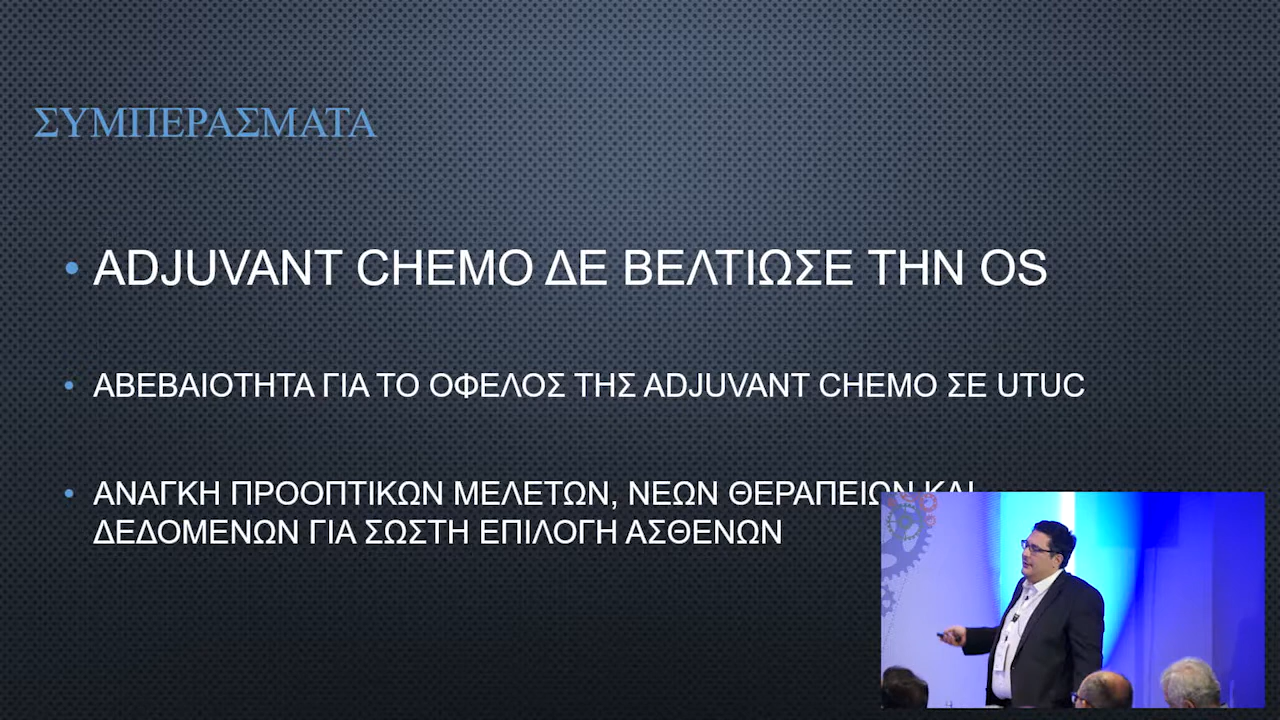 ΣΥΜΠΕΡΑΣΜΑΤΑ
• ADJUVANT CHEMO ΔΕ ΒΕΛΤΙΩΣΕ ΤΗΝ OS
• ΑΒΕΒΑΙΟΤΗΤΑ ΓΙΑ ΤΟ ΟΦΕΛΟΣ ΤΗΣ ADJUVANT CHEMO ΣΕ UTUC
• ΑΝΑΓΚΗ ΠΡΟΟΠΤΙΚΩΝ ΜΕΛΕΤΩΝ, ΝΕΩΝ ΘΕΡΑΠΕΙΩΝ ΚΑΙ
ΔΕΔΟΜΕΝΩΝ ΓΙΑ ΣΩΣΤΗ ΕΠΙΛΟΓΗ ΑΣΘΕΝΩΝ